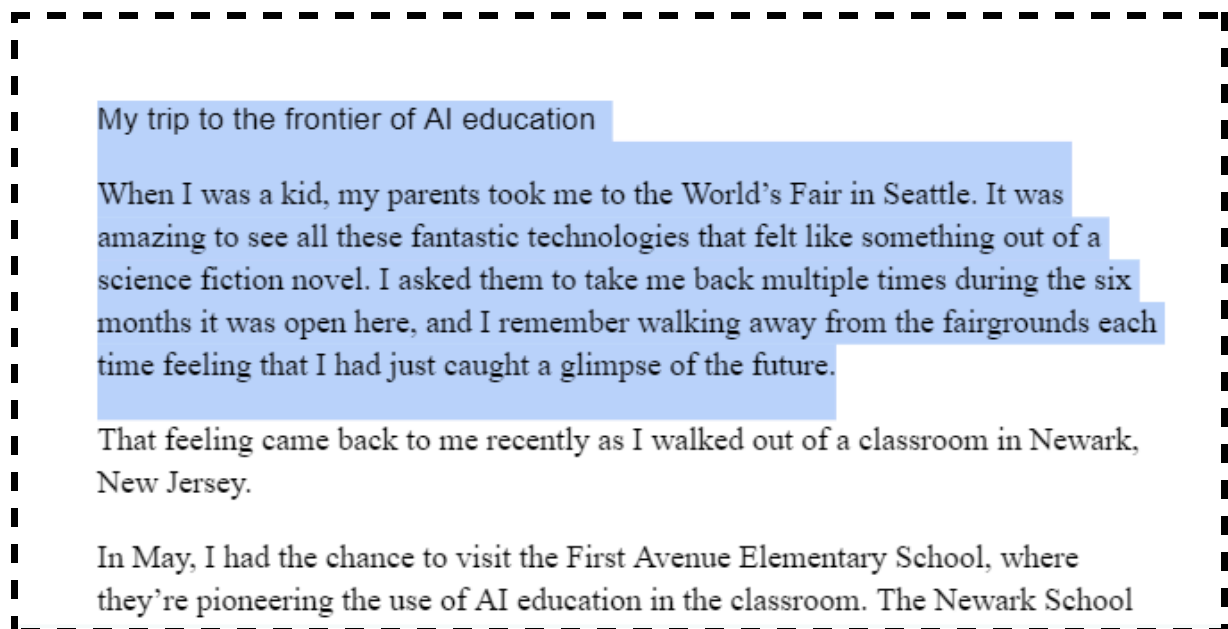 My trip to the frontier of AI education
When I was a kid, my parents took me to the World’s Fair in Seattle. It was
amazing to see all these fantastic technologies that felt like something out of a
science fiction novel. I asked them to take me back multiple times during the six
months it was open here, and I remember walking away from the fairgrounds each
time feeling that I had just caught a glimpse of the future.
That feeling came back to me recently as I walked out of a classroom in Newark,
New Jersey.
In May, I had the chance to visit the First Avenue Elementary School, where
they’re pioneering the use of AI education in the classroom. The Newark School